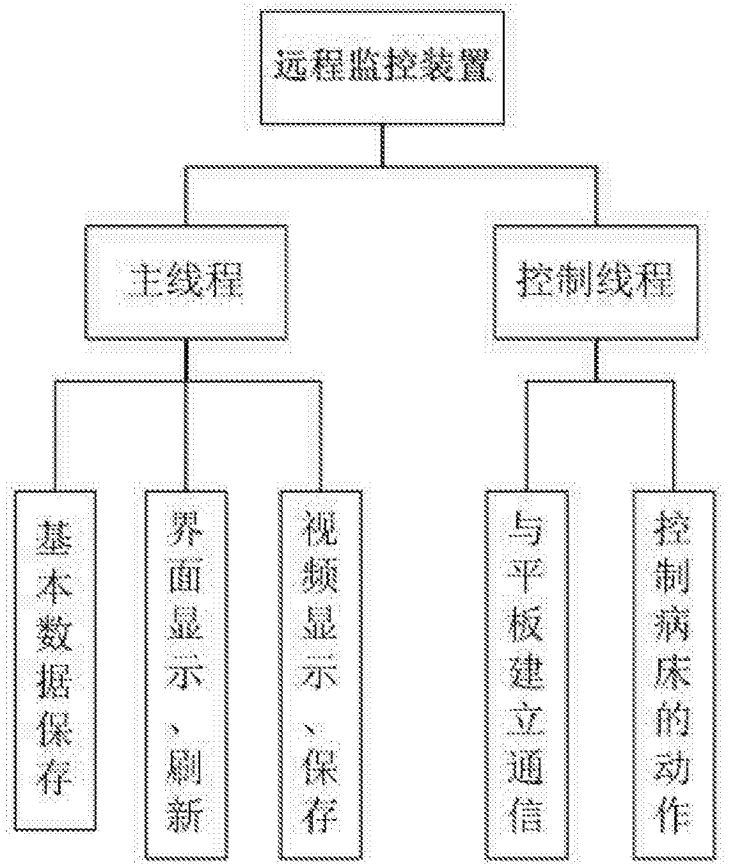 远程监控装置
主线程
控制线程
基本数据保存
界面显示、刷新
视频显示、保存
与平板建立通信
控制病床的动作